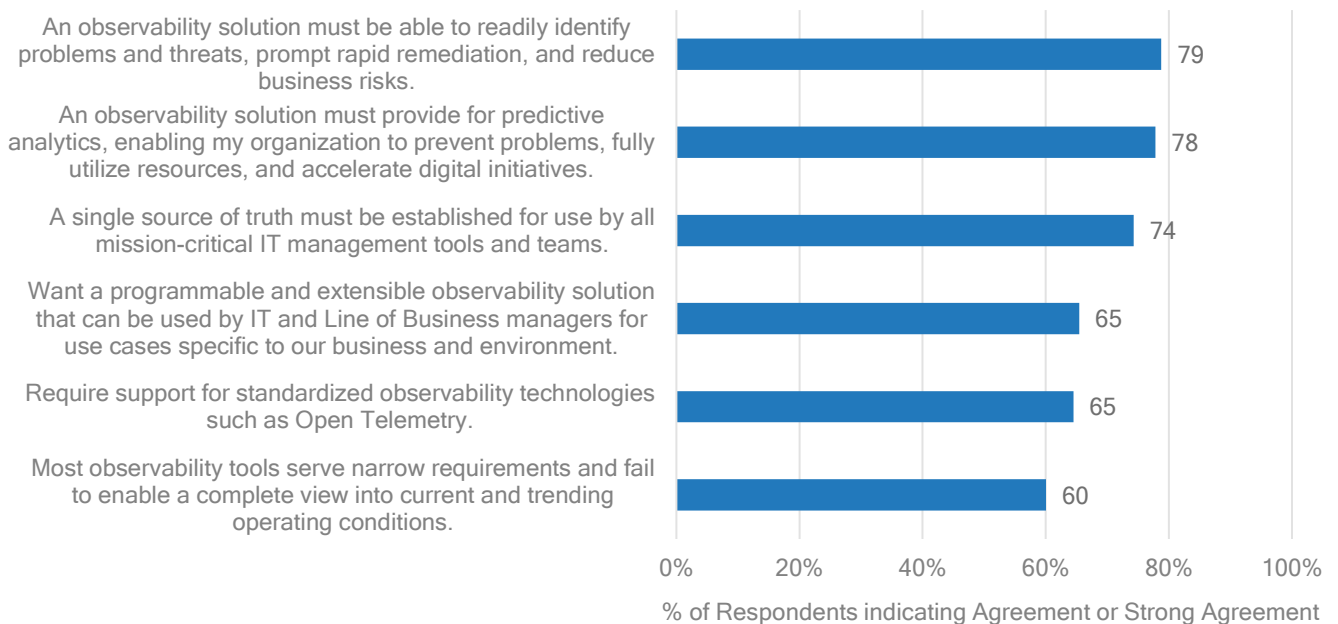 An observability solution must be able to readily identify
problems and threats, prompt rapid remediation, and reduce
business risks.
79
An observability solution must provide for predictive
analytics, enabling my organization to prevent problems, fully
utilize resources, and accelerate digital initiatives.
78
A single source of truth must be established for use by all
mission-critical IT management tools and teams.
74
Want a programmable and extensible observability solution
that can be used by IT and Line of Business managers for
use cases specific to our business and environment.
65
Require support for standardized observability technologies
such as Open Telemetry.
65
Most observability tools serve narrow requirements and fail
to enable a complete view into current and trending
operating conditions.
60
0% 20% 40% 60% 80% 100%
% of Respondents indicating Agreement or Strong Agreement